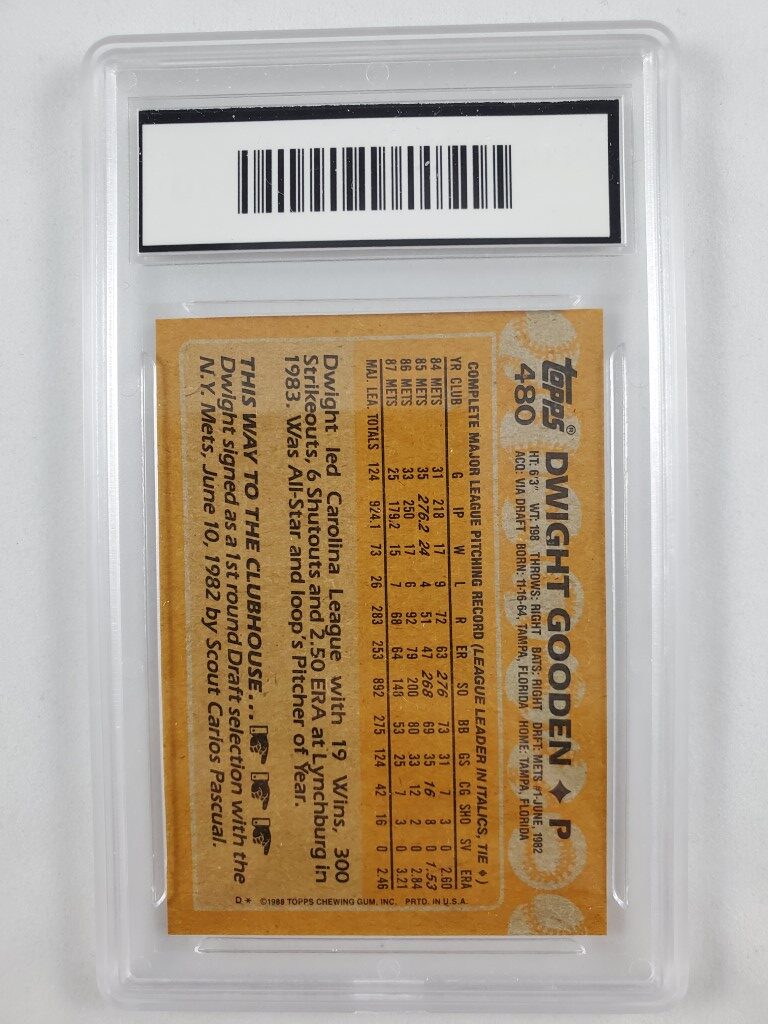 topps® DWIGHT GOODEN ✦ P
480 HT: 6'3" WT: 198 THROWS: RIGHT BATS: RIGHT DRFT: METS #1-JUNE, 1982
ACQ: VIA DRAFT BORN: 11-16-64, TAMPA, FLORIDA HOME: TAMPA, FLORIDA
COMPLETE MAJOR LEAGUE PITCHING RECORD (LEAGUE LEADER IN ITALICS, TIE ♦)
YR CLUB G IP W L R ER SO BB GS CG SHO SV ERA
84 METS 31 218 17 9 72 63 276 73 31 7 3 0 2.60
85 METS 35 276.2 24 4 51 47 268 69 35 16 8 0 1.53
86 METS 33 250 17 6 92 79 200 80 33 12 2 0 2.84
87 METS 25 179.2 15 7 68 64 148 53 25 7 3 0 3.21
MAJ. LEA. TOTALS 124 924.1 73 26 283 253 892 275 124 42 16 0 2.46
Dwight led Carolina League with 19 Wins, 300
Strikeouts, 6 Shutouts and 2.50 ERA at Lynchburg in
1983. Was All-Star and loop's Pitcher of Year.
THIS WAY TO THE CLUBHOUSE...
Dwight signed as a 1st round Draft selection with the
N.Y. Mets, June 10, 1982 by Scout Carlos Pascual.
D * ©1988 TOPPS CHEWING GUM, INC. PRTD. IN U.S.A.